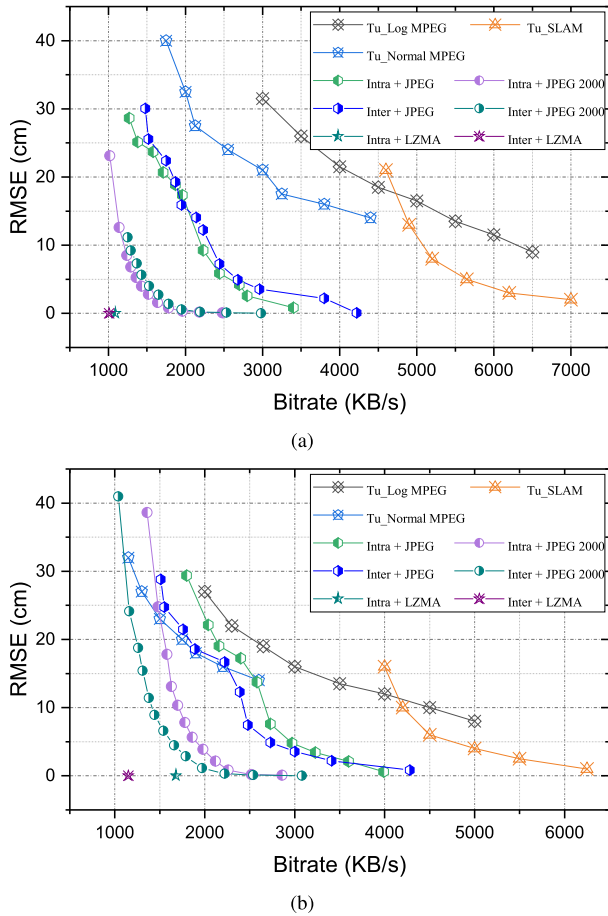 Tu_Log MPEG Tu_SLAM
Tu_Normal MPEG
Intra + JPEG Intra + JPEG 2000
Inter + JPEG Inter + JPEG 2000
Intra + LZMA Inter + LZMA
40
30
20
10
0
RMSE (cm)
1000 2000 3000 4000 5000 6000 7000
Bitrate (KB/s)
(a)
Tu_Log MPEG Tu_SLAM
Tu_Normal MPEG
Intra + JPEG Intra + JPEG 2000
Inter + JPEG Inter + JPEG 2000
Intra + LZMA Inter + LZMA
40
30
20
10
0
RMSE (cm)
1000 2000 3000 4000 5000 6000
Bitrate (KB/s)
(b)